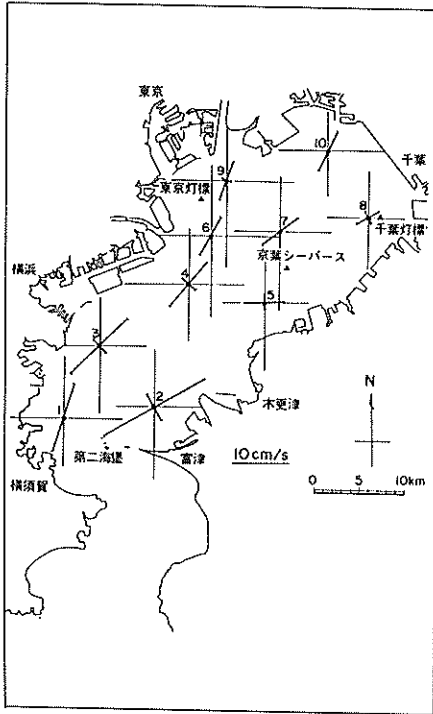 東京
10
千葉
9
東京灯標
8
千葉灯標
6
7
京葉シーバース
横浜
4
5
3
N
木更津
2
1
第二海堡
富津
10cm/s
横須賀
0 5 10km